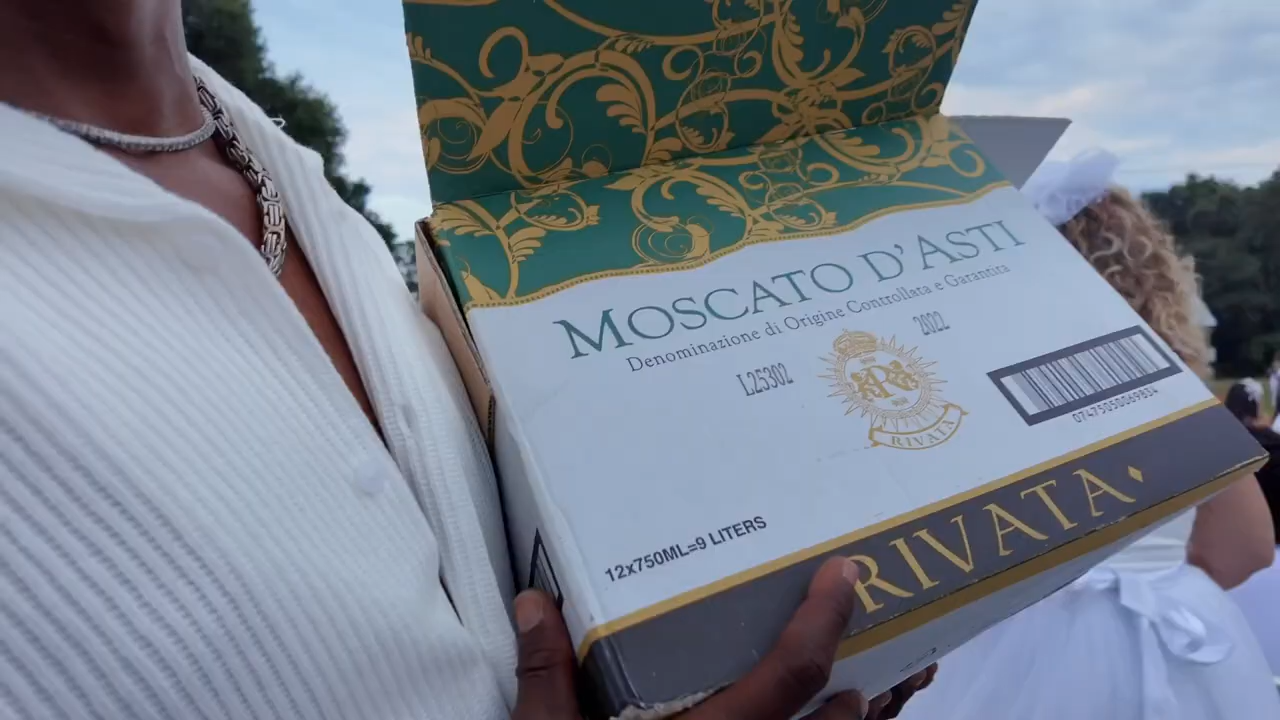 MOSCATO D'ASTI
Denominazione di Origine Controllata e Garantita
L25302
2022
RIVATA
12x750ML=9 LITERS
RIVATA